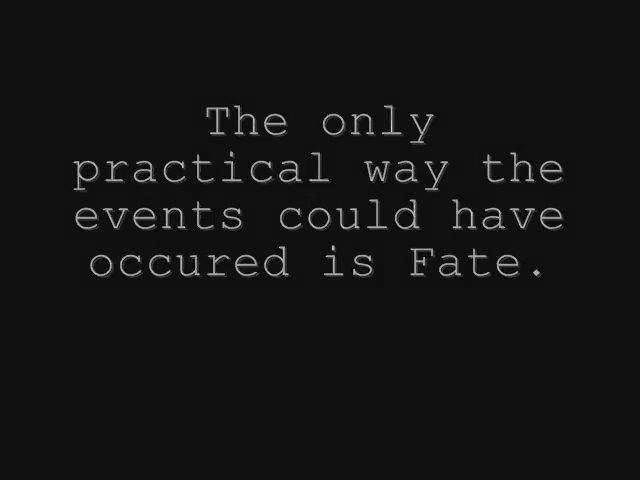 The only
practical way the
events could have
occured is Fate.